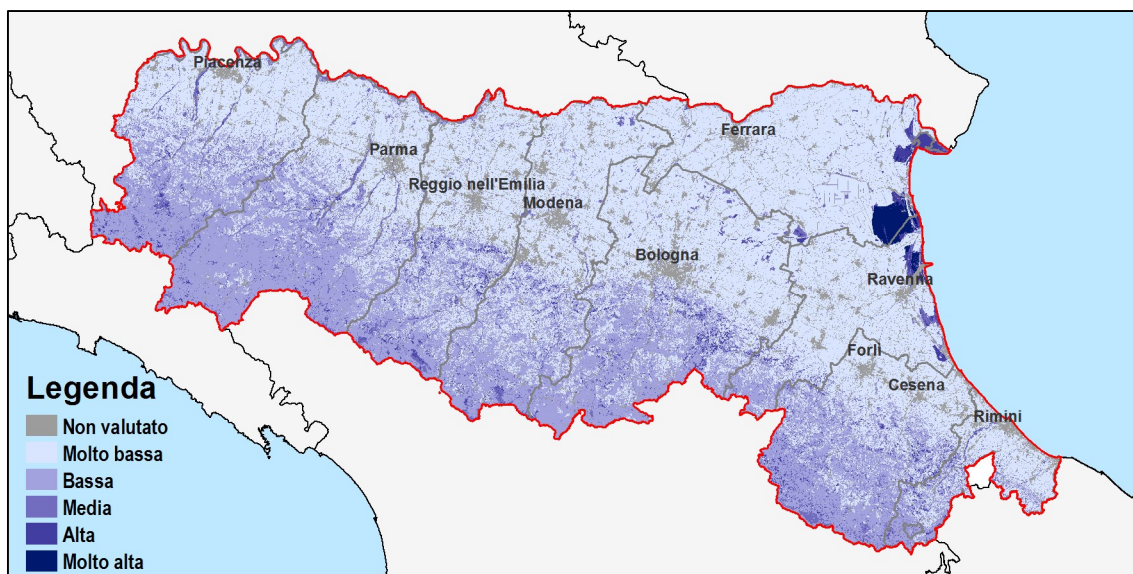 Piacenza
Ferrara
Parma
Reggio nell'Emilia
Modena
Bologna
Ravenna
Forlì
Cesena
Rimini
Legenda
Non valutato
Molto bassa
Bassa
Media
Alta
Molto alta